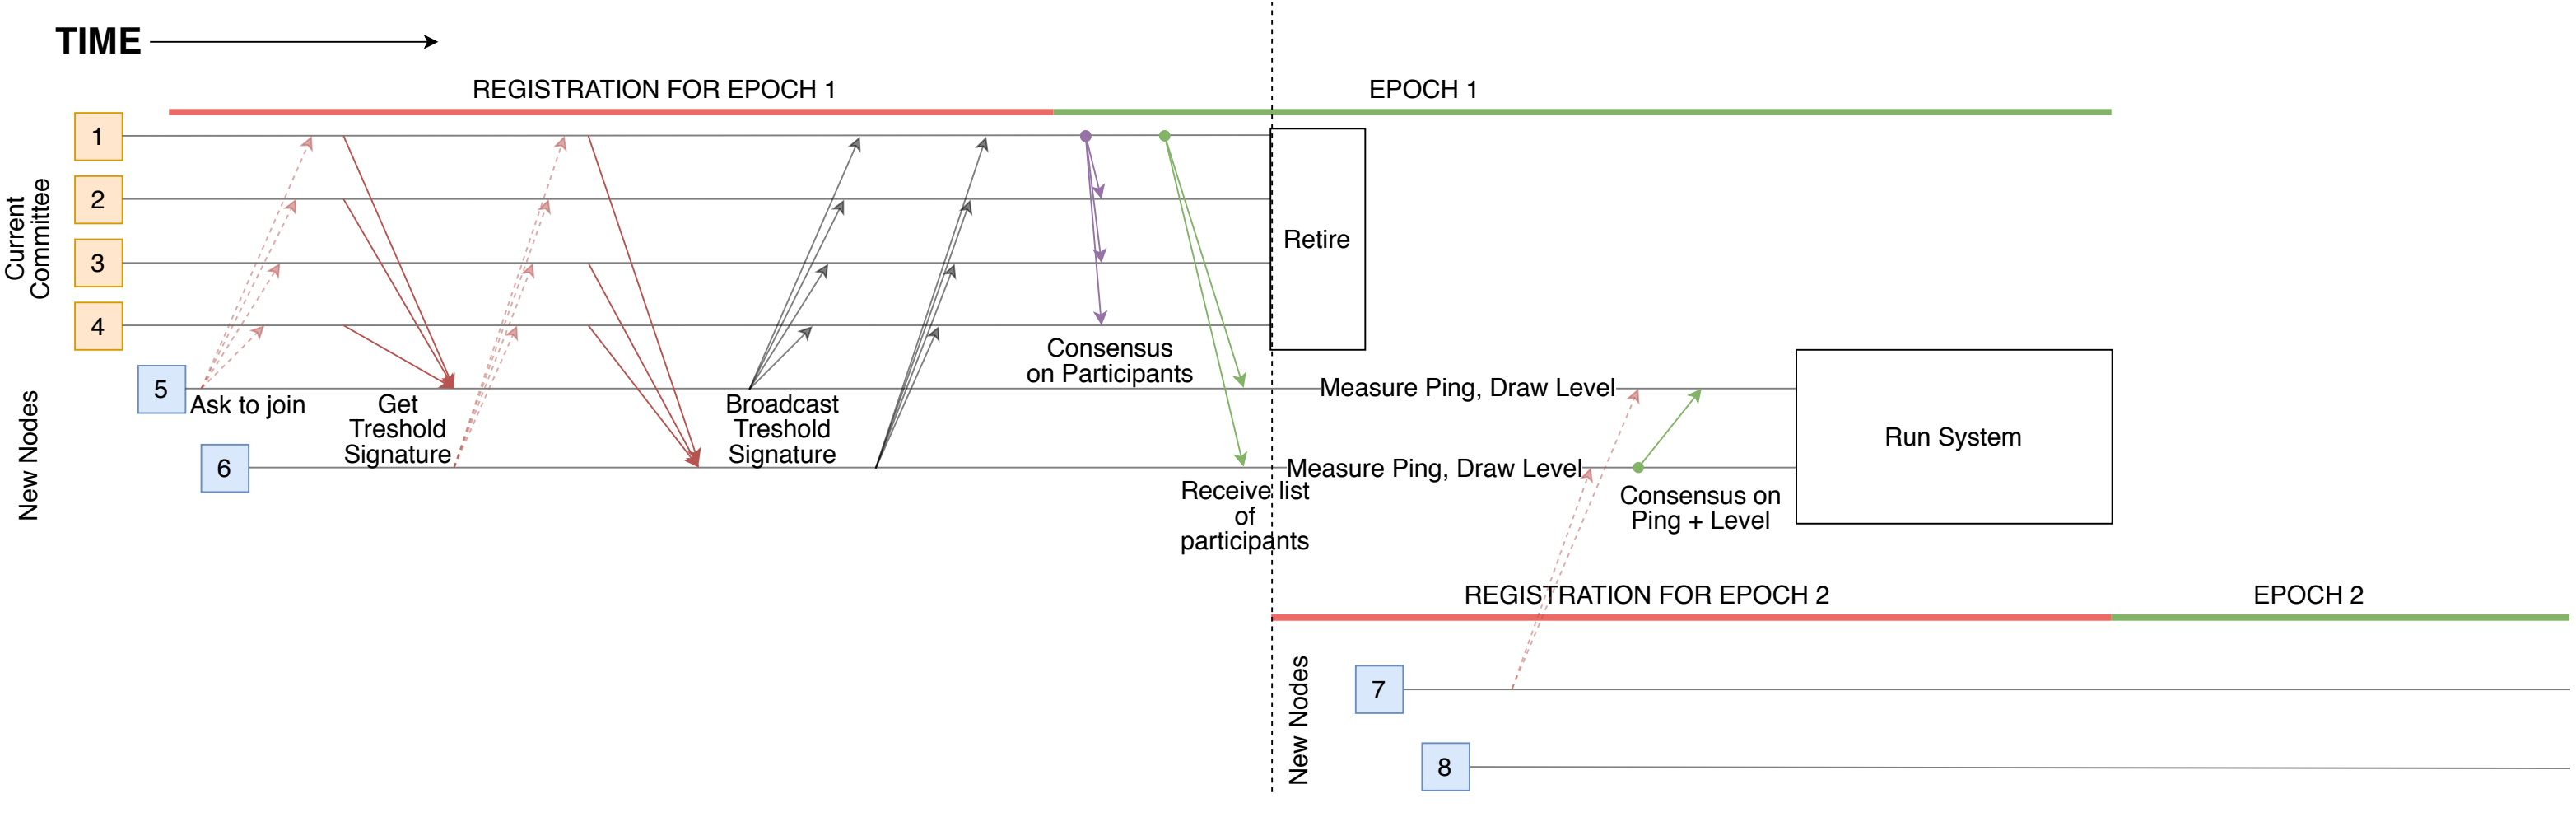 TIME
REGISTRATION FOR EPOCH 1
EPOCH 1
Current
Committee
1
2
3
4
Retire
Consensus
on Participants
New Nodes
5
Ask to join
Get
Treshold
Signature
Broadcast
Treshold
Signature
Measure Ping, Draw Level
6
Measure Ping, Draw Level
Receive list
of
participants
Consensus on
Ping + Level
Run System
REGISTRATION FOR EPOCH 2
EPOCH 2
New Nodes
7
8